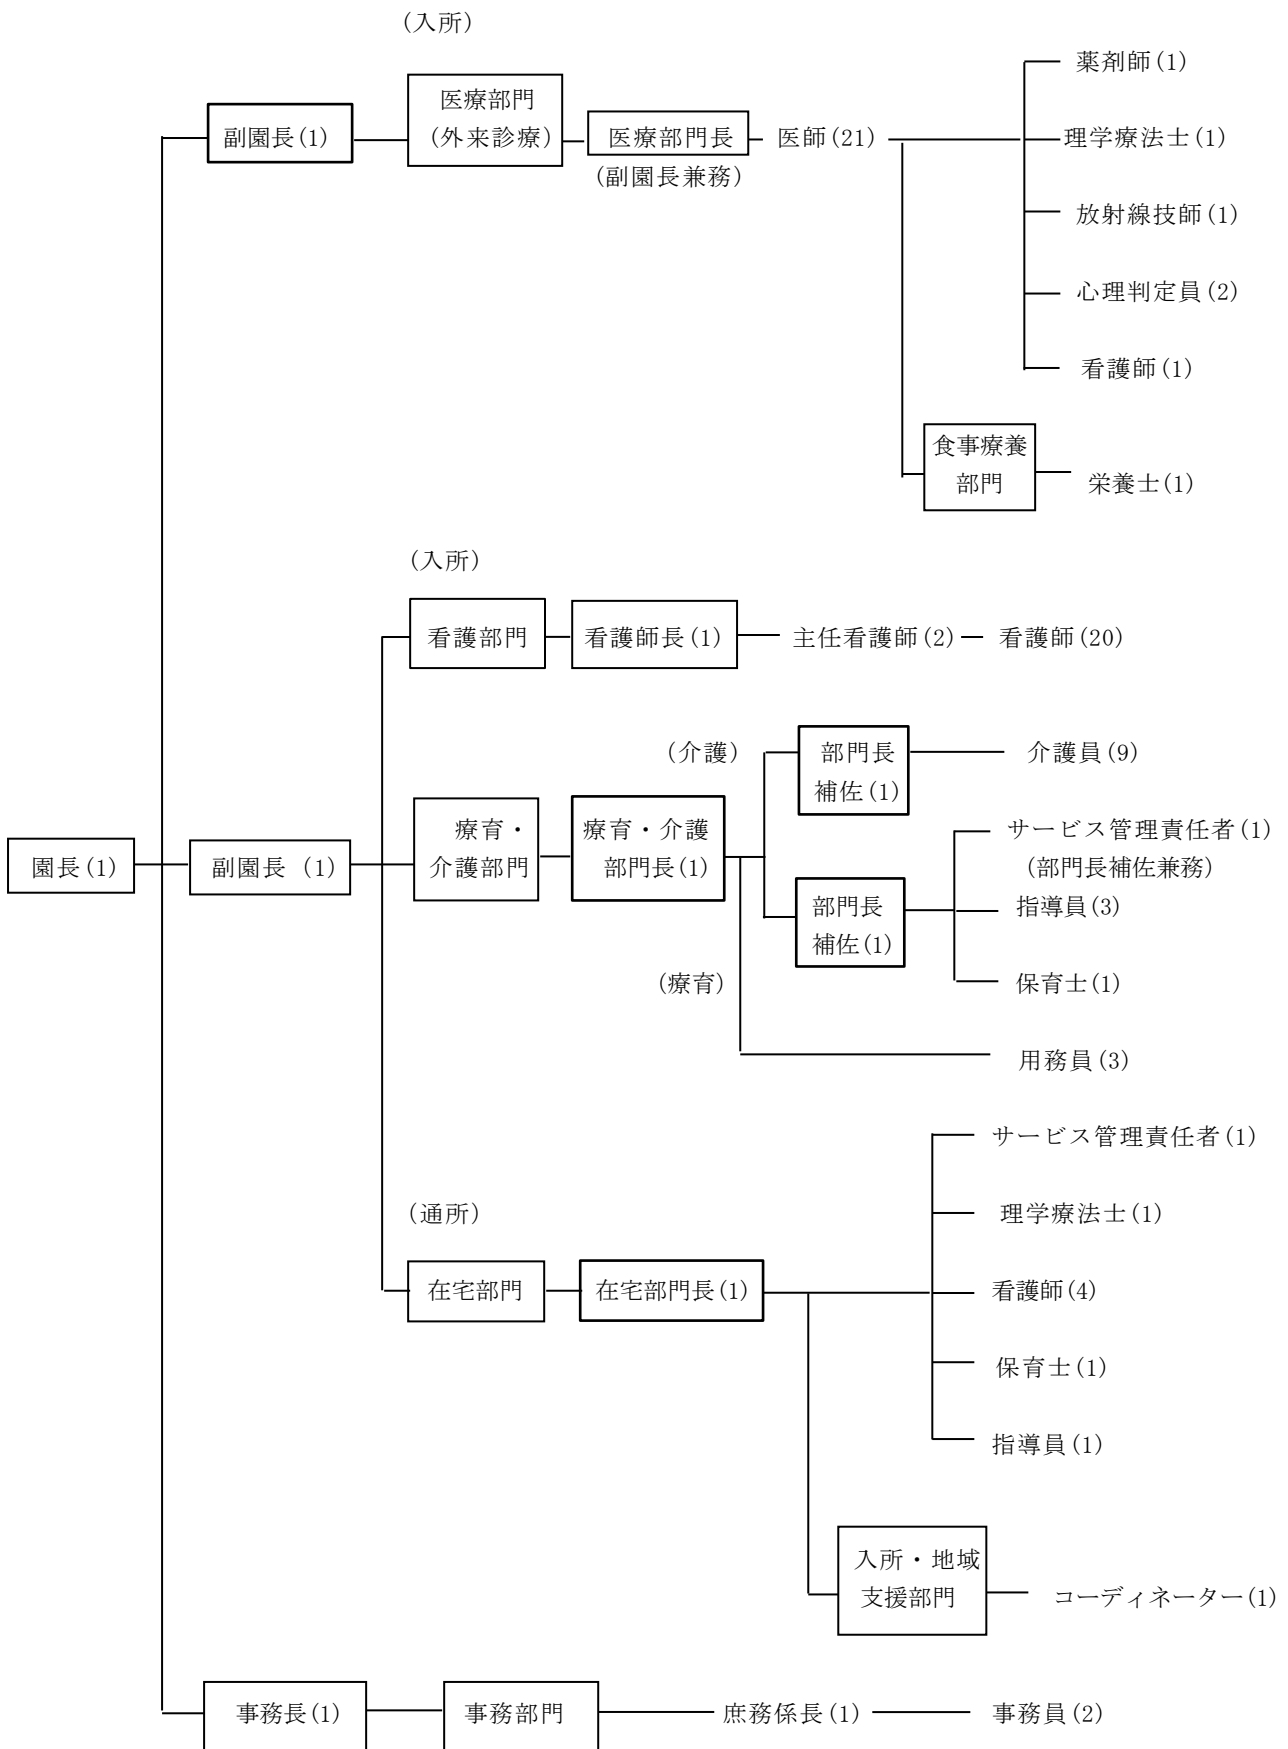 (入所)
薬剤師(1)
副園長(1)
医療部門
(外来診療)
医療部門長
(副園長兼務)
医師(21)
理学療法士(1)
放射線技師(1)
心理判定員(2)
看護師(1)
食事療養
部門
栄養士(1)
(入所)
看護部門
看護師長(1)
主任看護師(2)
看護師(20)
(介護)
部門長
補佐(1)
介護員(9)
園長(1)
副園長 (1)
療育・
介護部門
療育・介護
部門長(1)
部門長
補佐(1)
サービス管理責任者(1)
(部門長補佐兼務)
指導員(3)
(療育)
保育士(1)
用務員(3)
サービス管理責任者(1)
(通所)
理学療法士(1)
在宅部門
在宅部門長(1)
看護師(4)
保育士(1)
指導員(1)
入所・地域
支援部門
コーディネーター(1)
事務長(1)
事務部門
庶務係長(1)
事務員(2)